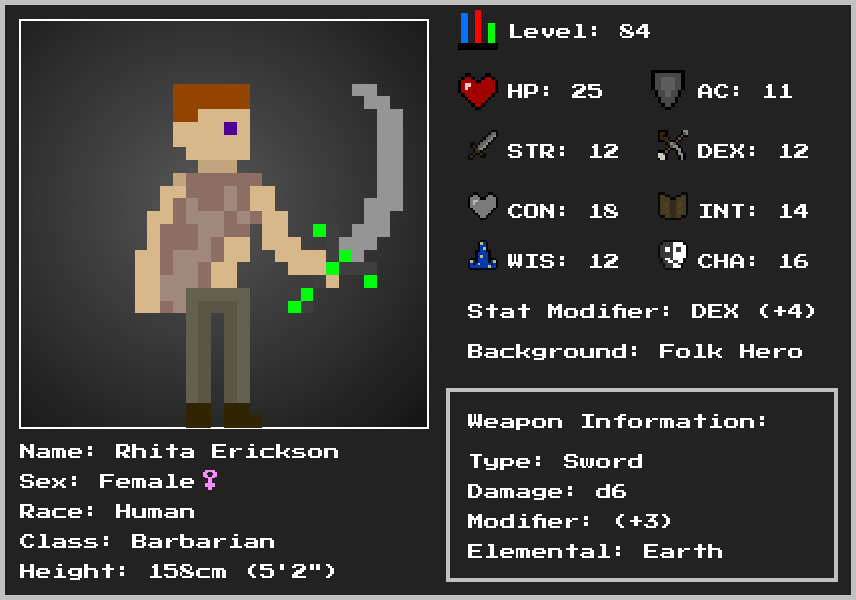 Level: 84
HP: 25 AC: 11
STR: 12 DEX: 12
CON: 18 INT: 14
WIS: 12 CHA: 16
Stat Modifier: DEX (+4)
Background: Folk Hero
Weapon Information:
Type: Sword
Damage: d6
Modifier: (+3)
Elemental: Earth
Name: Rhita Erickson
Sex: Female♀
Race: Human
Class: Barbarian
Height: 158cm (5'2")